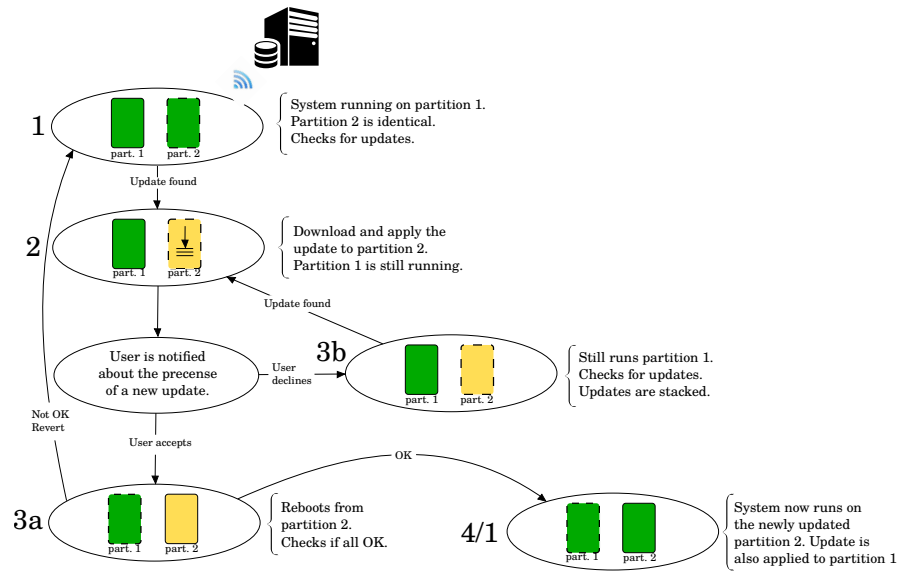 1
part. 1
part. 2
System running on partition 1.
Partition 2 is identical.
Checks for updates.
Update found
2
part. 1
part. 2
Download and apply the
update to partition 2.
Partition 1 is still running.
Update found
User is notified
about the precense
of a new update.
User
declines
3b
part. 1
part. 2
Still runs partition 1.
Checks for updates.
Updates are stacked.
Not OK
Revert
User accepts
OK
3a
part. 1
part. 2
Reboots from
partition 2.
Checks if all OK.
4/1
part. 1
part. 2
System now runs on
the newly updated
partition 2. Update is
also applied to partition 1